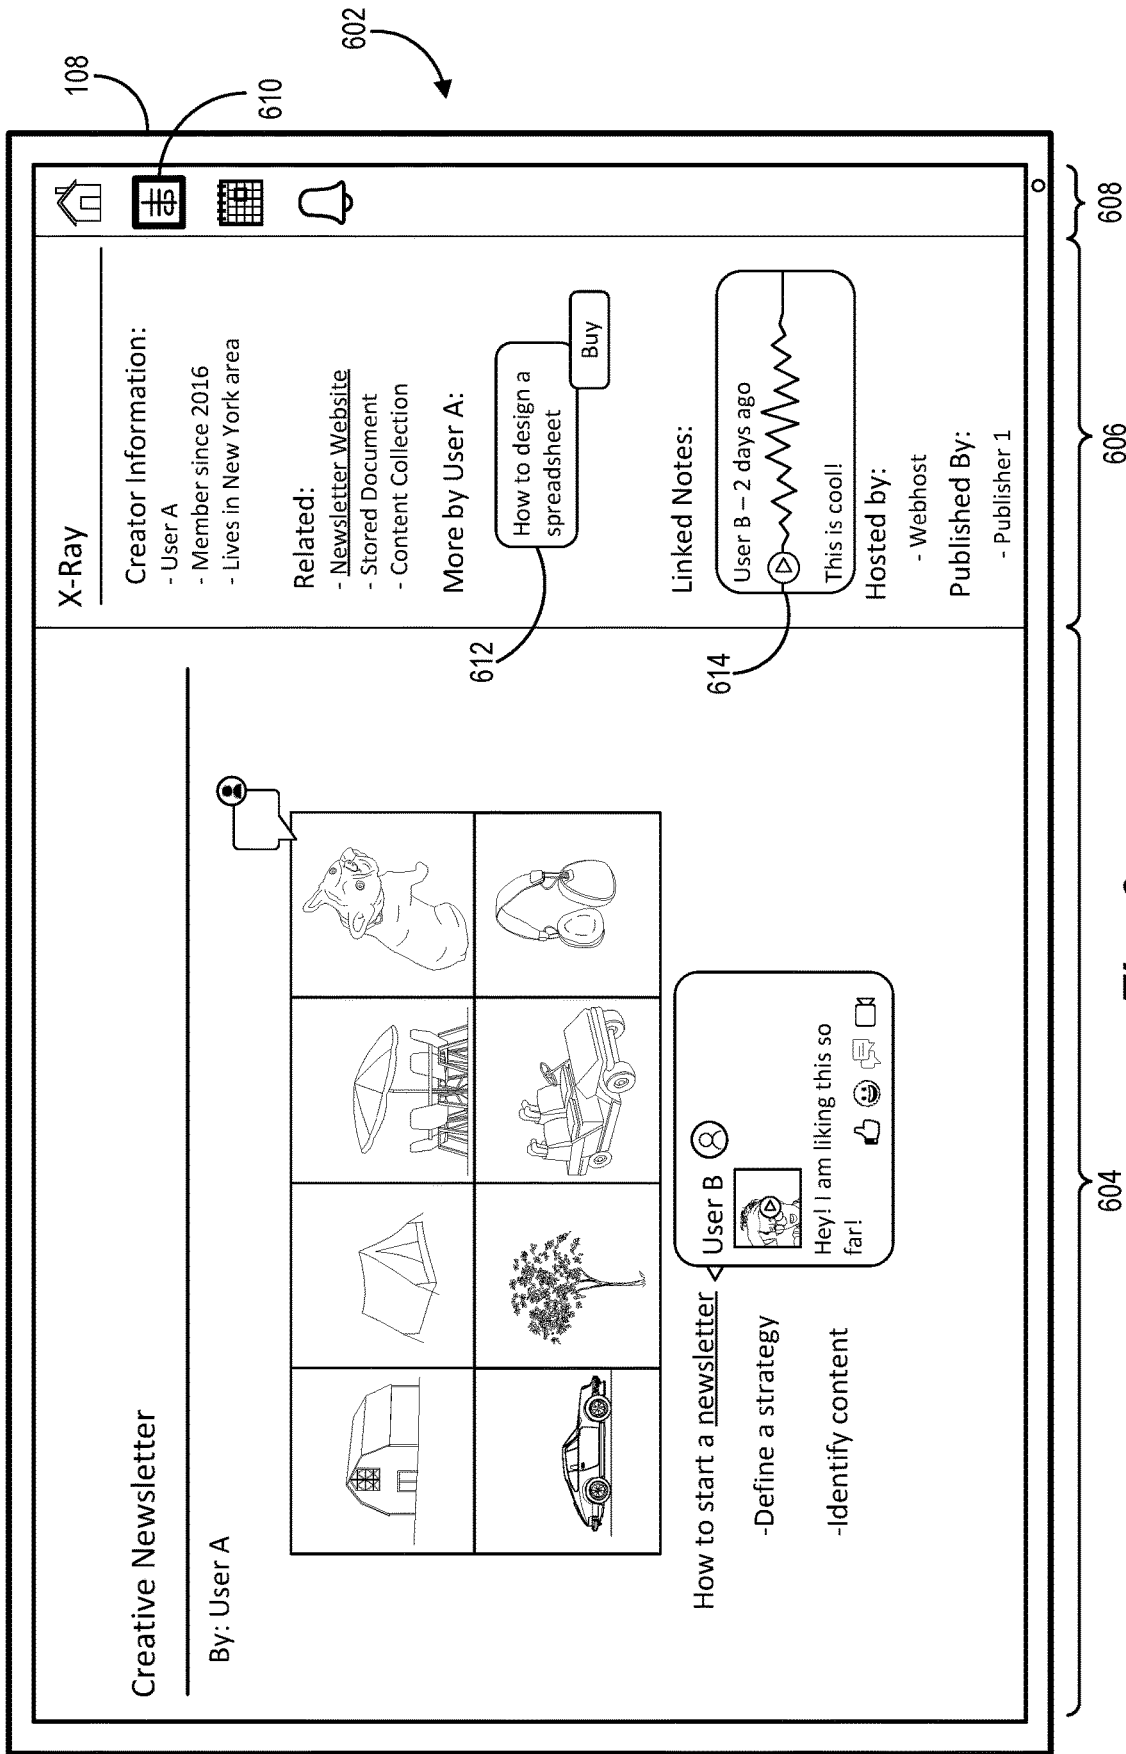 108
602
610
Creative Newsletter
By: User A
How to start a newsletter
-Define a strategy
-Identify content
User B
Hey! I am liking this so
far!
X-Ray
Creator Information:
- User A
- Member since 2016
- Lives in New York area
Related:
- Newsletter Website
- Stored Document
- Content Collection
More by User A:
How to design a
spreadsheet
Buy
612
Linked Notes:
User B – 2 days ago
This is cool!
614
Hosted by:
- Webhost
Published By:
- Publisher 1
604
606
608